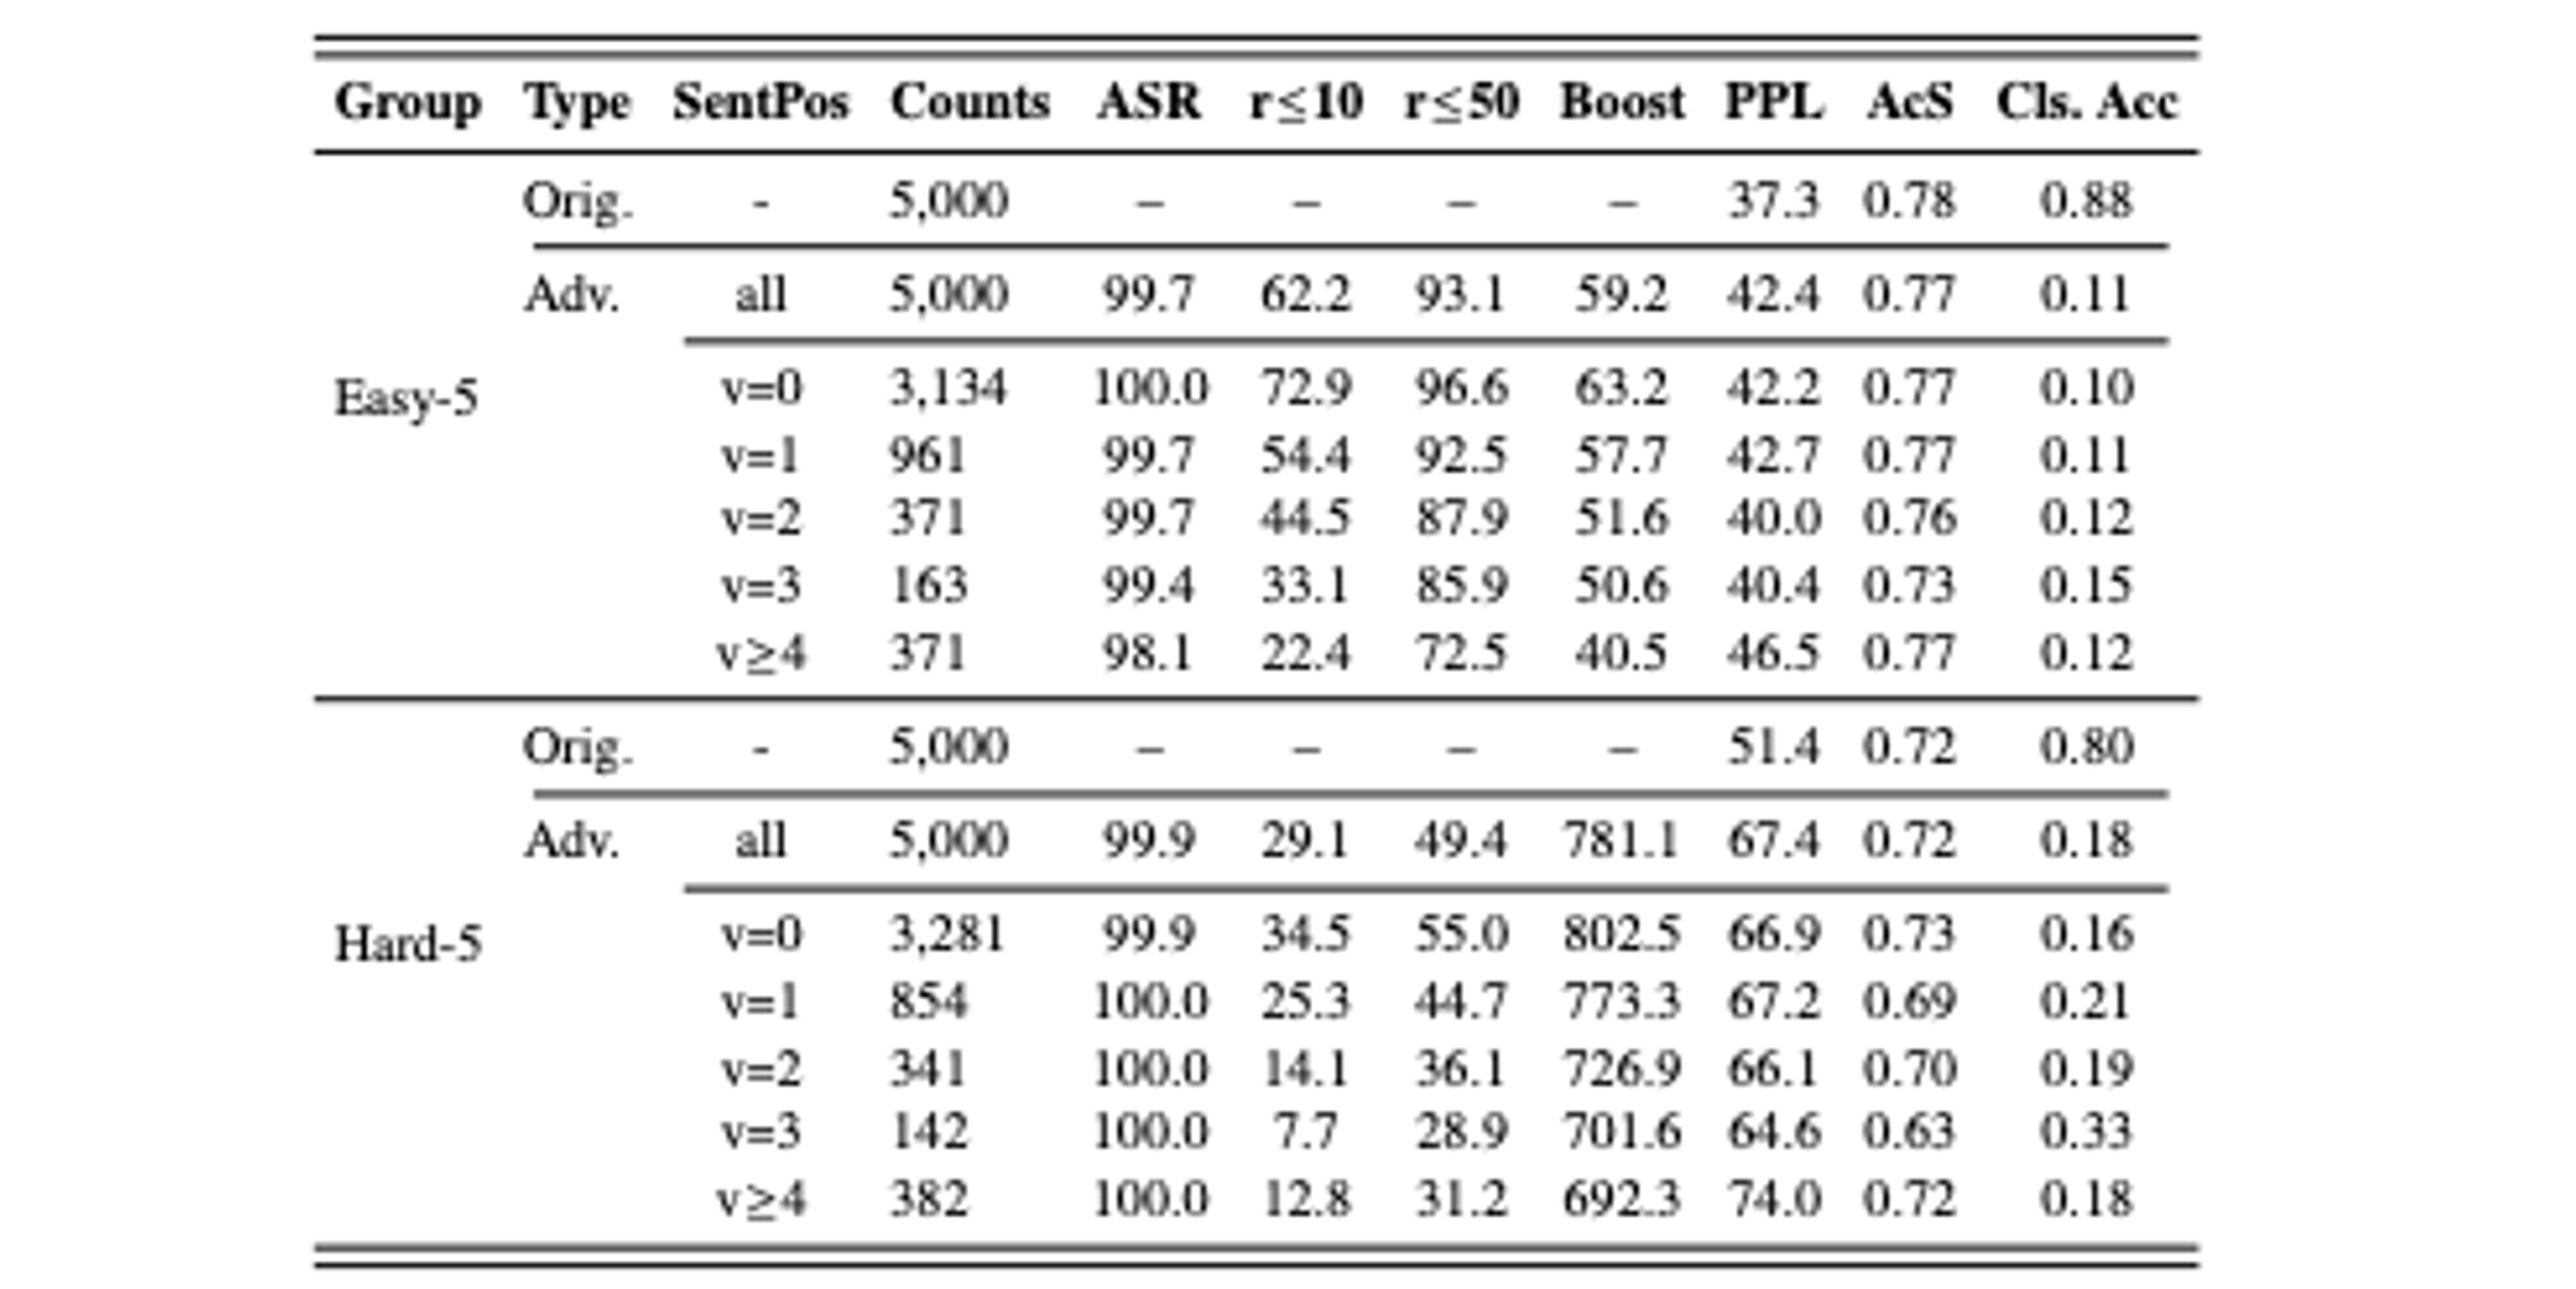 Group Type SentPos Counts ASR r≤10 r≤50 Boost PPL AcS Cls. Acc
Orig. - 5,000 – – – – 37.3 0.78 0.88
Adv. all 5,000 99.7 62.2 93.1 59.2 42.4 0.77 0.11
Easy-5 v=0 3,134 100.0 72.9 96.6 63.2 42.2 0.77 0.10
v=1 961 99.7 54.4 92.5 57.7 42.7 0.77 0.11
v=2 371 99.7 44.5 87.9 51.6 40.0 0.76 0.12
v=3 163 99.4 33.1 85.9 50.6 40.4 0.73 0.15
v≥4 371 98.1 22.4 72.5 40.5 46.5 0.77 0.12
Orig. - 5,000 – – – – 51.4 0.72 0.80
Adv. all 5,000 99.9 29.1 49.4 781.1 67.4 0.72 0.18
Hard-5 v=0 3,281 99.9 34.5 55.0 802.5 66.9 0.73 0.16
v=1 854 100.0 25.3 44.7 773.3 67.2 0.69 0.21
v=2 341 100.0 14.1 36.1 726.9 66.1 0.70 0.19
v=3 142 100.0 7.7 28.9 701.6 64.6 0.63 0.33
v≥4 382 100.0 12.8 31.2 692.3 74.0 0.72 0.18